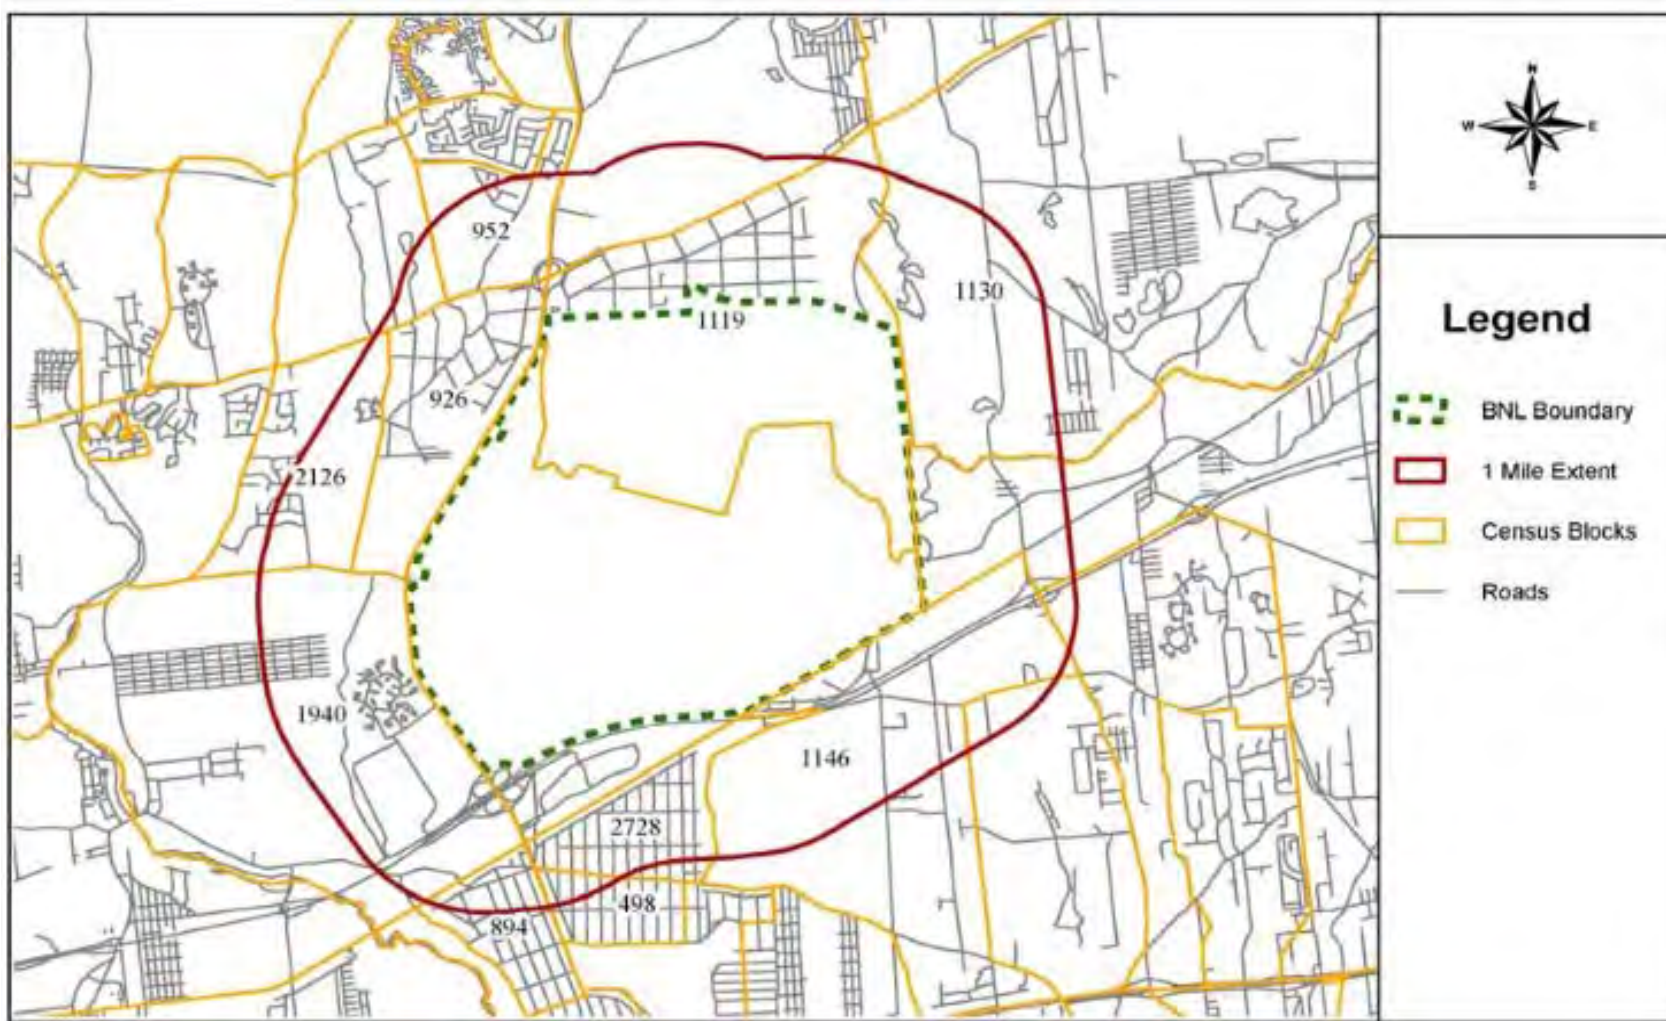 N
W E
S
952
1130
1119
926
2126
1940
1146
2728
498
894
Legend
BNL Boundary
1 Mile Extent
Census Blocks
Roads